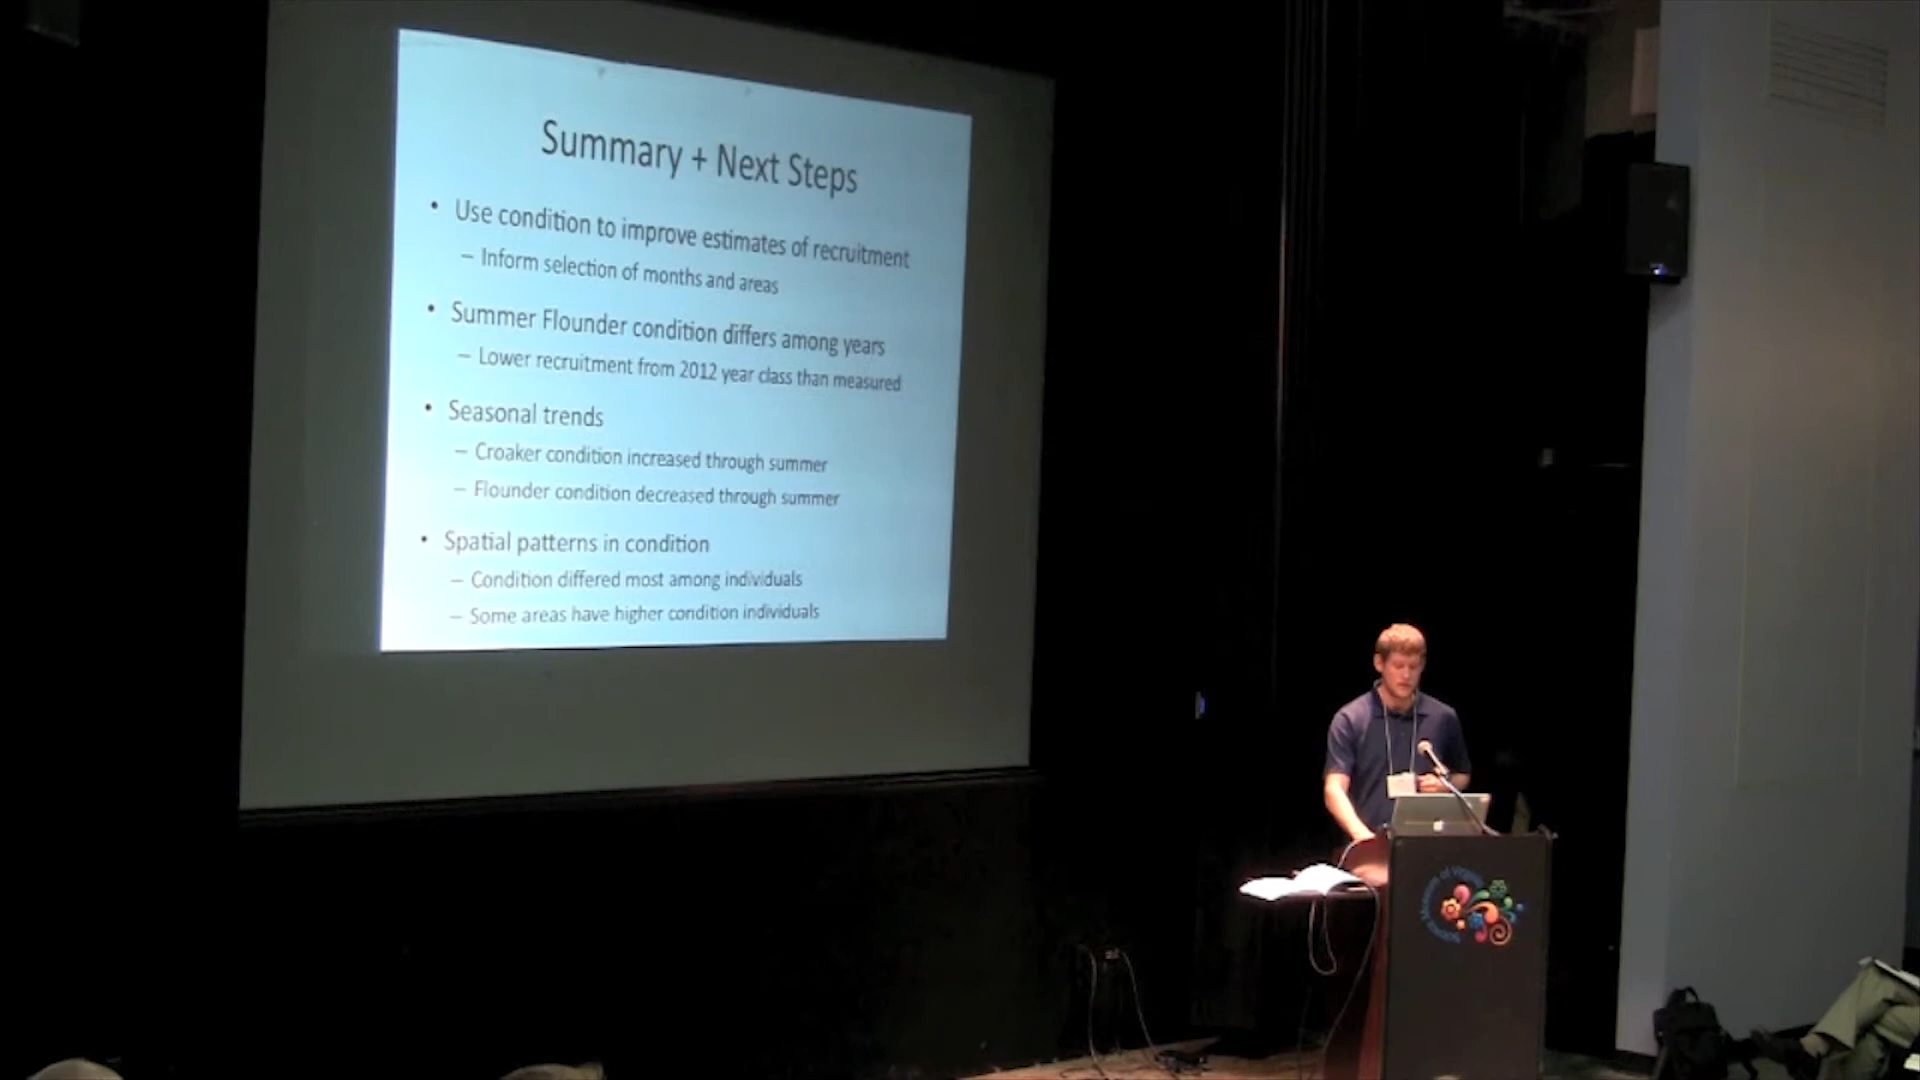 Summary + Next Steps
• Use condition to improve estimates of recruitment
– Inform selection of months and areas
• Summer Flounder condition differs among years
– Lower recruitment from 2012 year class than measured
• Seasonal trends
– Croaker condition increased through summer
– Flounder condition decreased through summer
• Spatial patterns in condition
– Condition differed most among individuals
– Some areas have higher condition individuals
Museum of